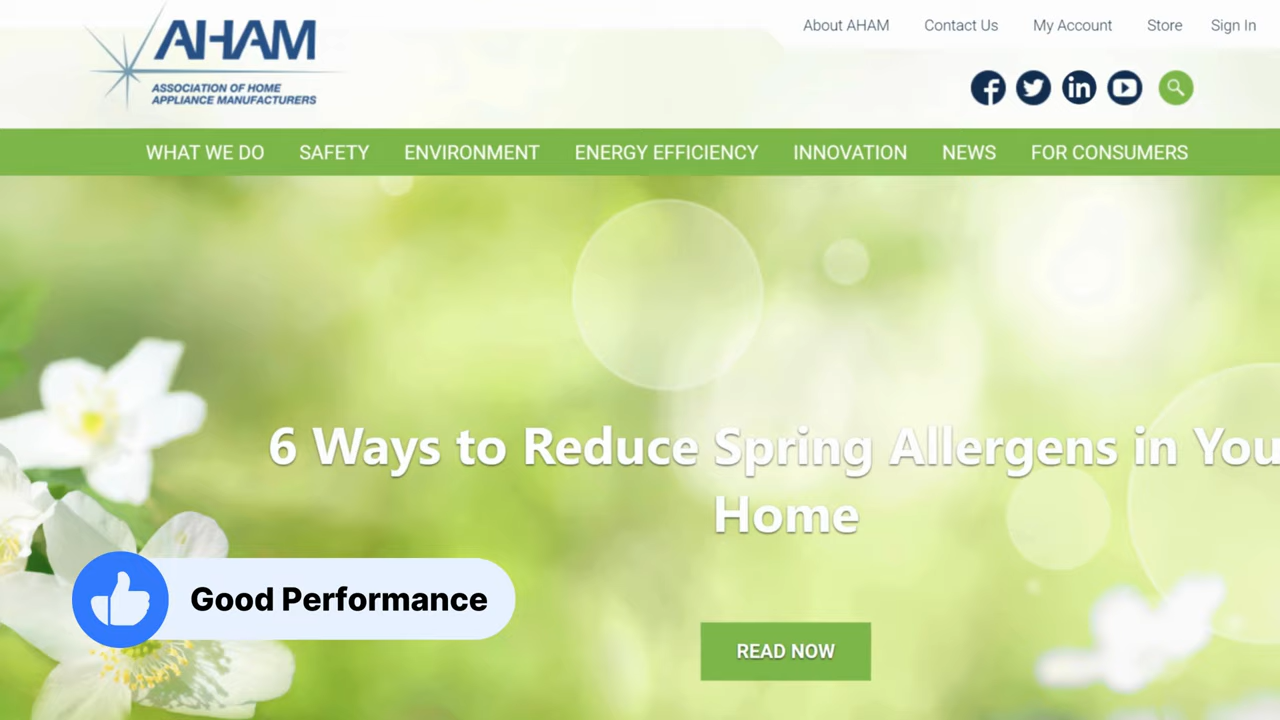 AHAM
ASSOCIATION OF HOME
APPLIANCE MANUFACTURERS
About AHAM Contact Us My Account Store Sign In
WHAT WE DO SAFETY ENVIRONMENT ENERGY EFFICIENCY INNOVATION NEWS FOR CONSUMERS
6 Ways to Reduce Spring Allergens in You
Home
Good Performance
READ NOW